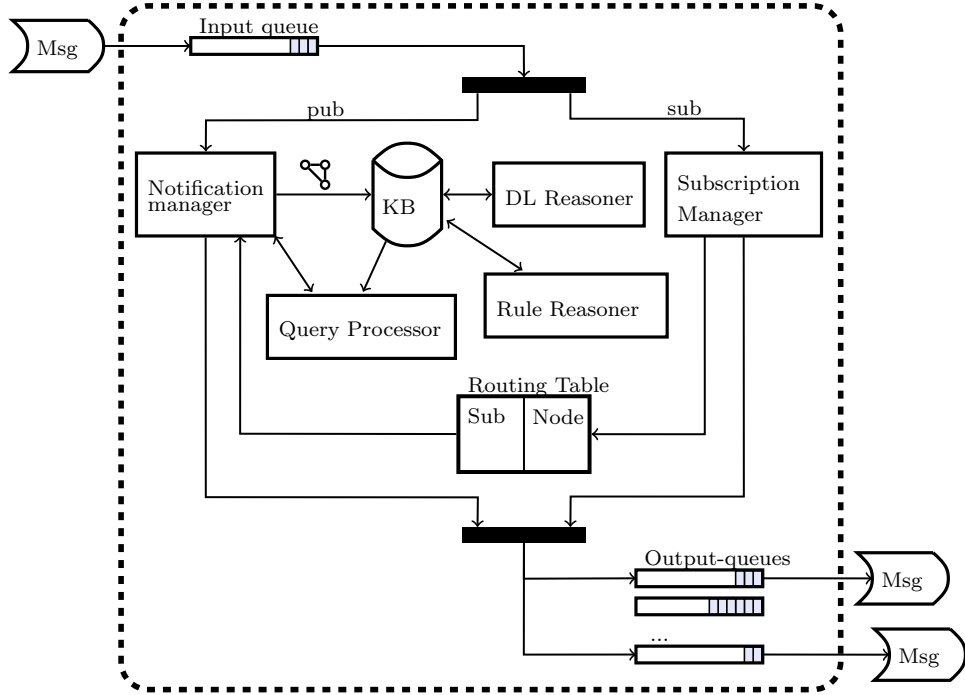 Input queue
Msg
pub
sub
Notification
manager
KB
DL Reasoner
Subscription
Manager
Query Processor
Rule Reasoner
Routing Table
Sub
Node
Output-queues
Msg
...
Msg